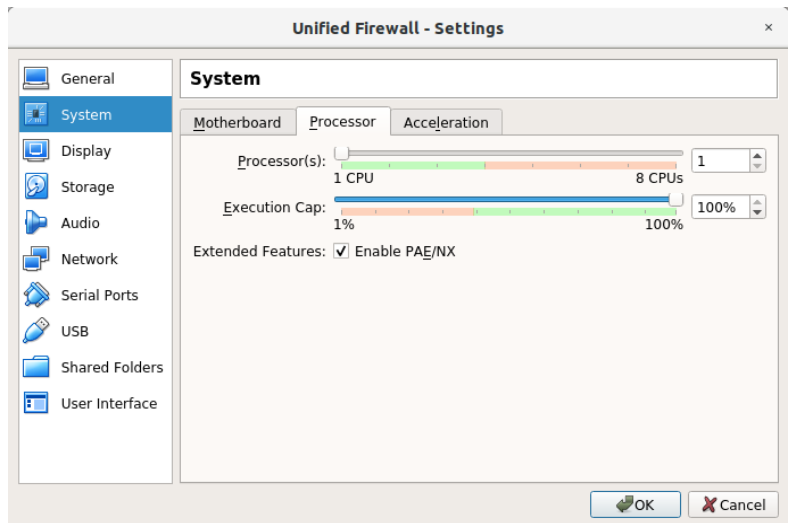 Unified Firewall - Settings ×
General
System
Display
Storage
Audio
Network
Serial Ports
USB
Shared Folders
User Interface
System
Motherboard Processor Acceleration
Processor(s): 1
1 CPU 8 CPUs
Execution Cap: 100%
1% 100%
Extended Features: Enable PAE/NX
OK Cancel